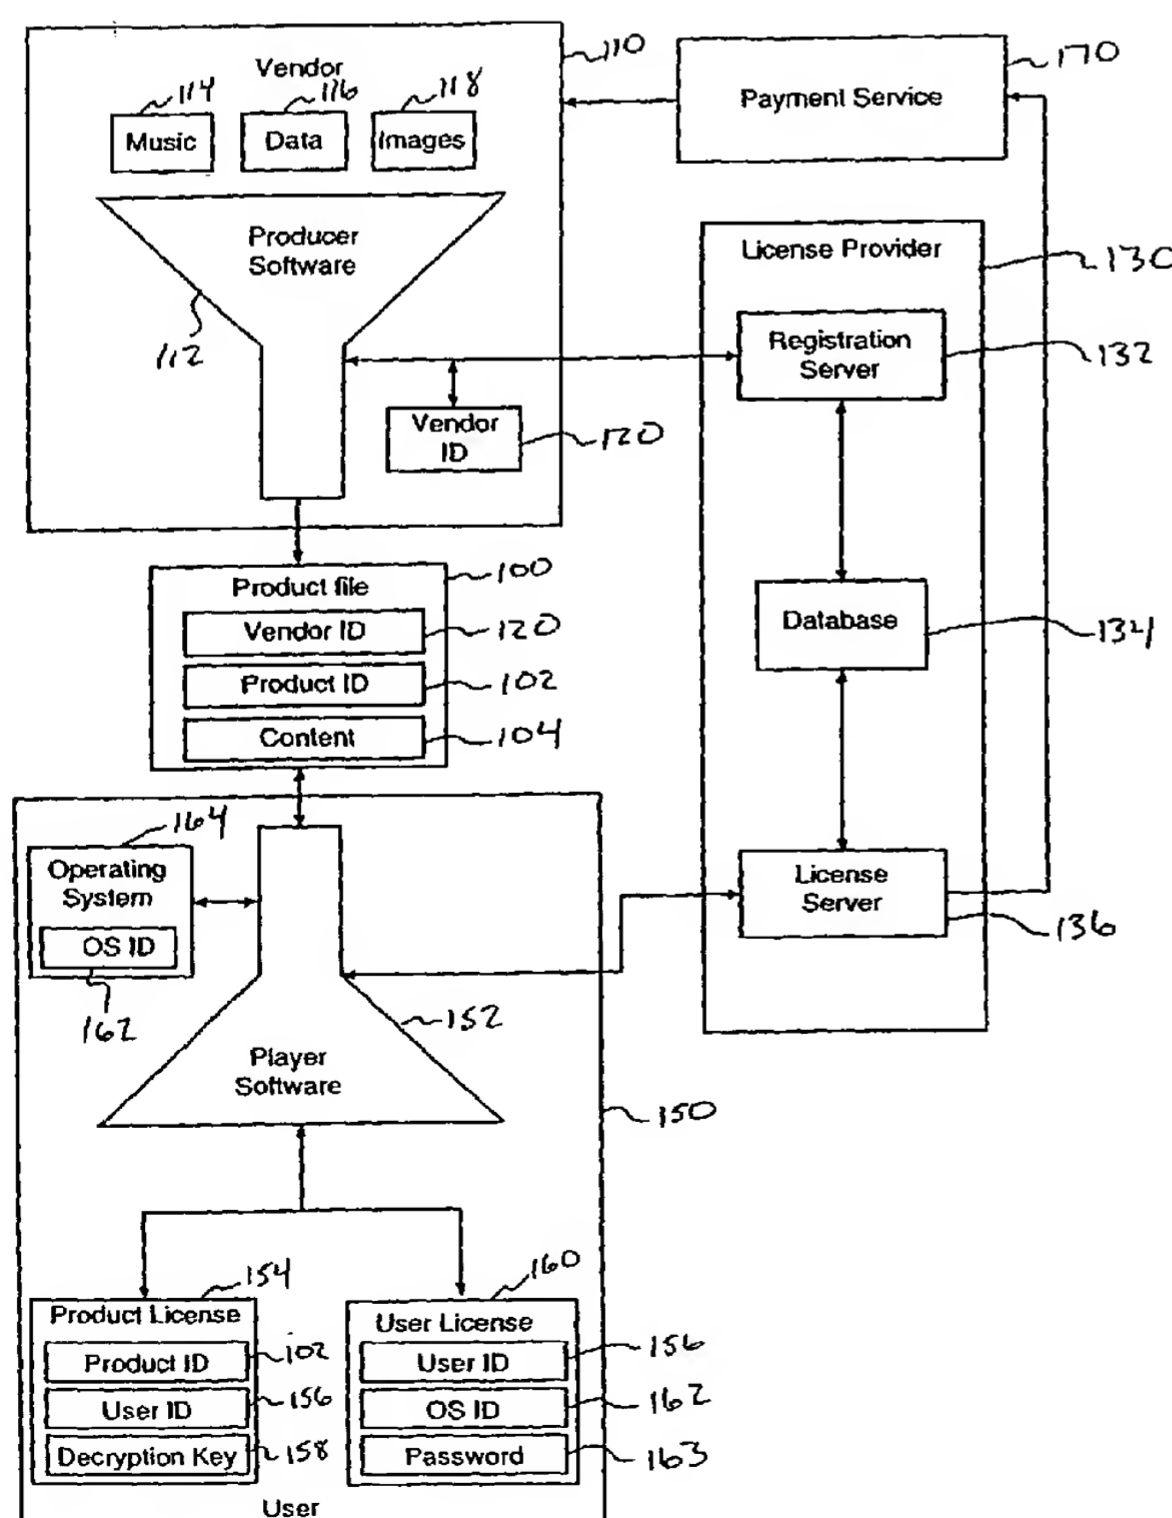 Vendor
110
170
Payment Service
114
116
118
Music
Data
Images
Producer
Software
112
License Provider
130
Registration
Server
132
Vendor
ID
120
Product file
100
Vendor ID
120
Product ID
102
Content
104
Database
134
164
Operating
System
OS ID
162
License
Server
136
152
Player
Software
150
154
160
Product License
Product ID
102
User ID
156
Decryption Key
158
User License
User ID
156
OS ID
162
Password
163
User